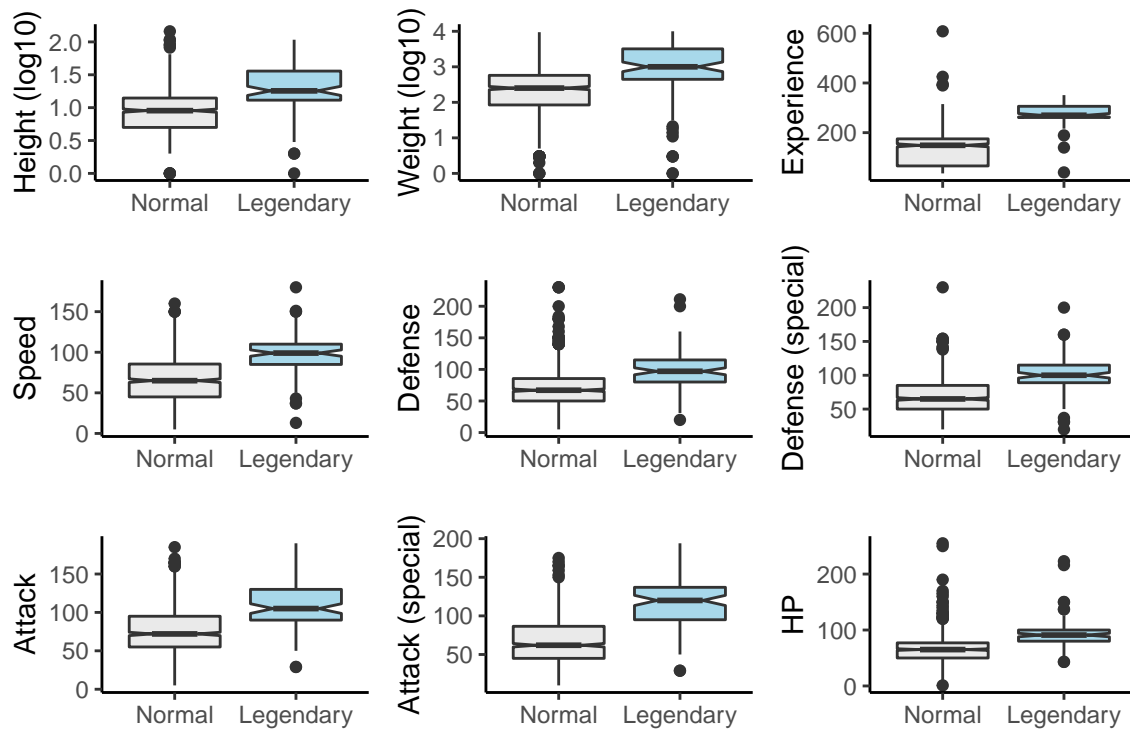 Height (log10)
2.0
1.5
1.0
0.5
0.0
Normal Legendary
Weight (log10)
4
3
2
1
0
Normal Legendary
Experience
600
400
200
Normal Legendary
Speed
150
100
50
0
Normal Legendary
Defense
200
150
100
50
0
Normal Legendary
Defense (special)
200
150
100
50
Normal Legendary
Attack
150
100
50
0
Normal Legendary
Attack (special)
200
150
100
50
Normal Legendary
HP
200
100
0
Normal Legendary